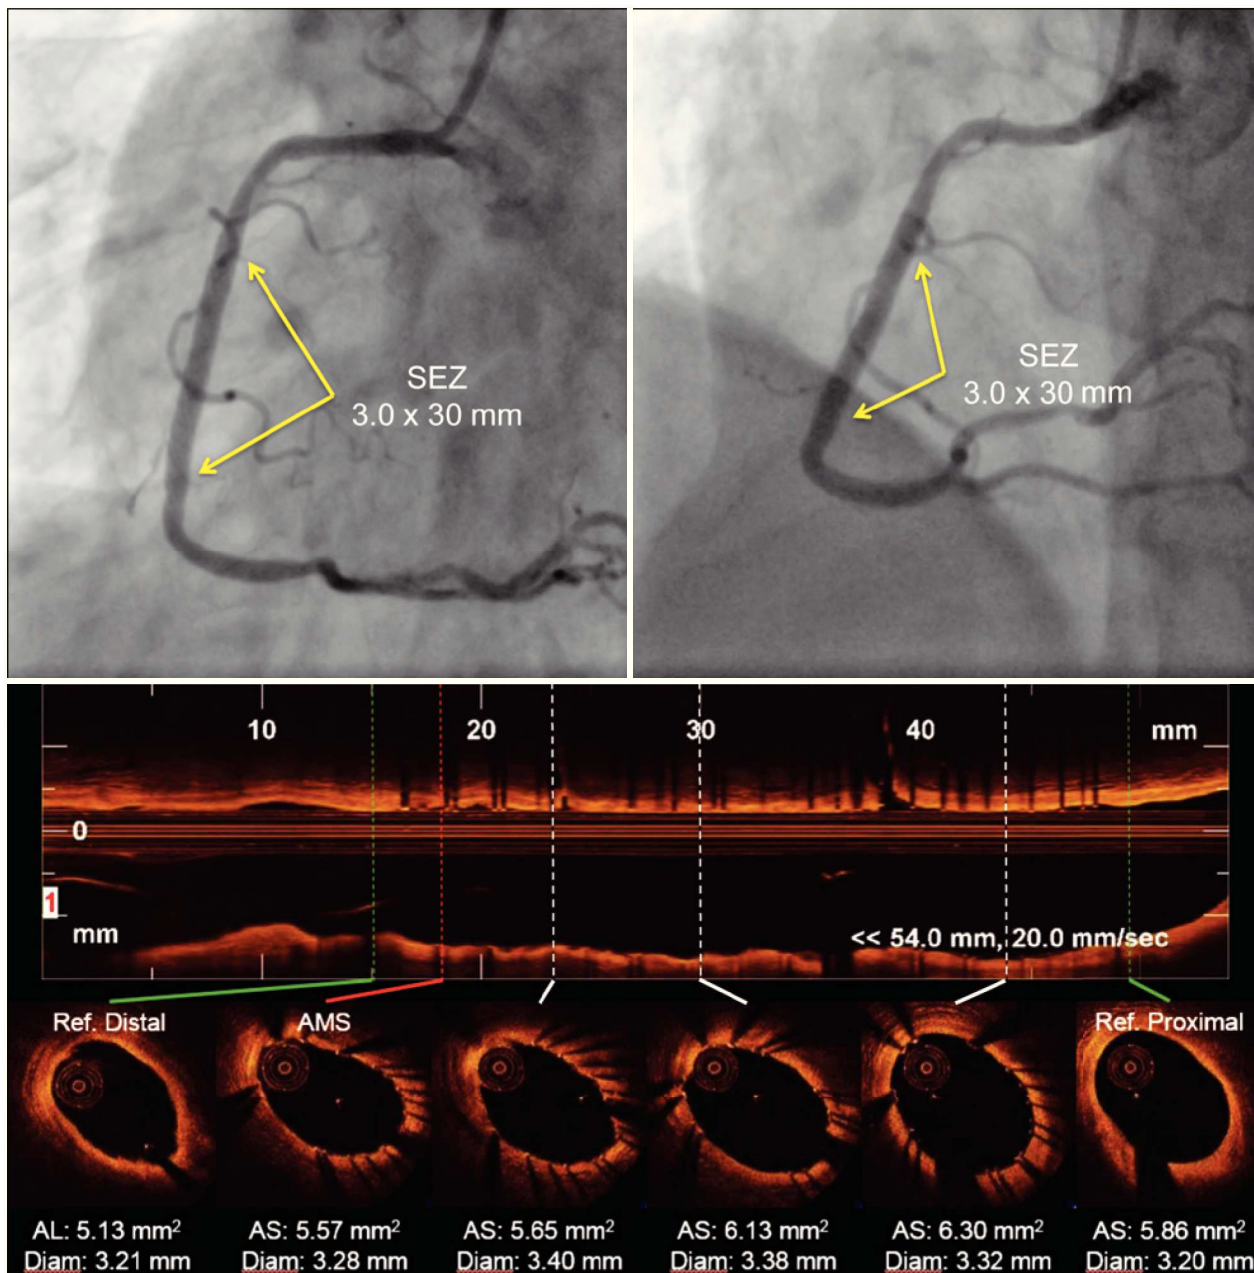 SEZ
3.0 x 30 mm
SEZ
3.0 x 30 mm
10
20
30
40
mm
0
1
mm
<< 54.0 mm, 20.0 mm/sec
Ref. Distal
AMS
Ref. Proximal
AL: 5.13 mm²
Diam: 3.21 mm
AS: 5.57 mm²
Diam: 3.28 mm
AS: 5.65 mm²
Diam: 3.40 mm
AS: 6.13 mm²
Diam: 3.38 mm
AS: 6.30 mm²
Diam: 3.32 mm
AS: 5.86 mm²
Diam: 3.20 mm